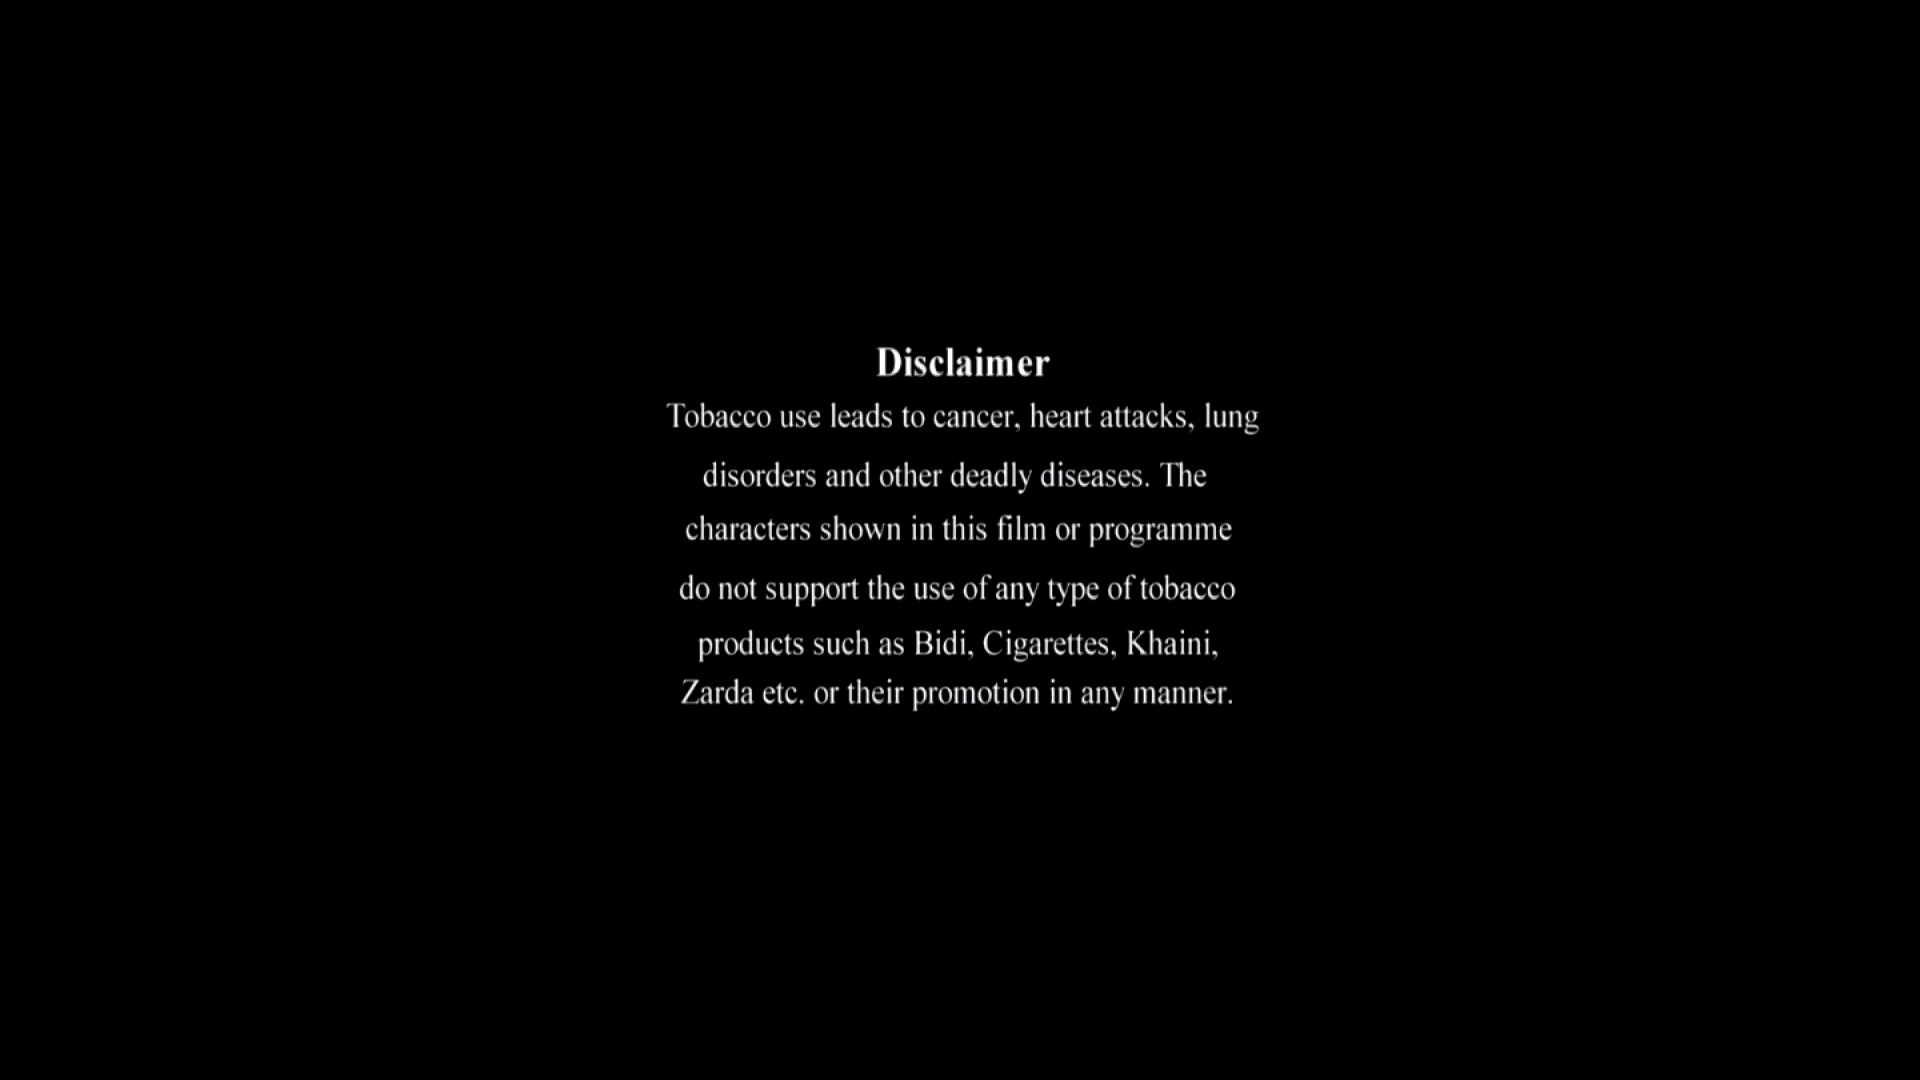 Disclaimer
Tobacco use leads to cancer, heart attacks, lung
disorders and other deadly diseases. The
characters shown in this film or programme
do not support the use of any type of tobacco
products such as Bidi, Cigarettes, Khaini,
Zarda etc. or their promotion in any manner.